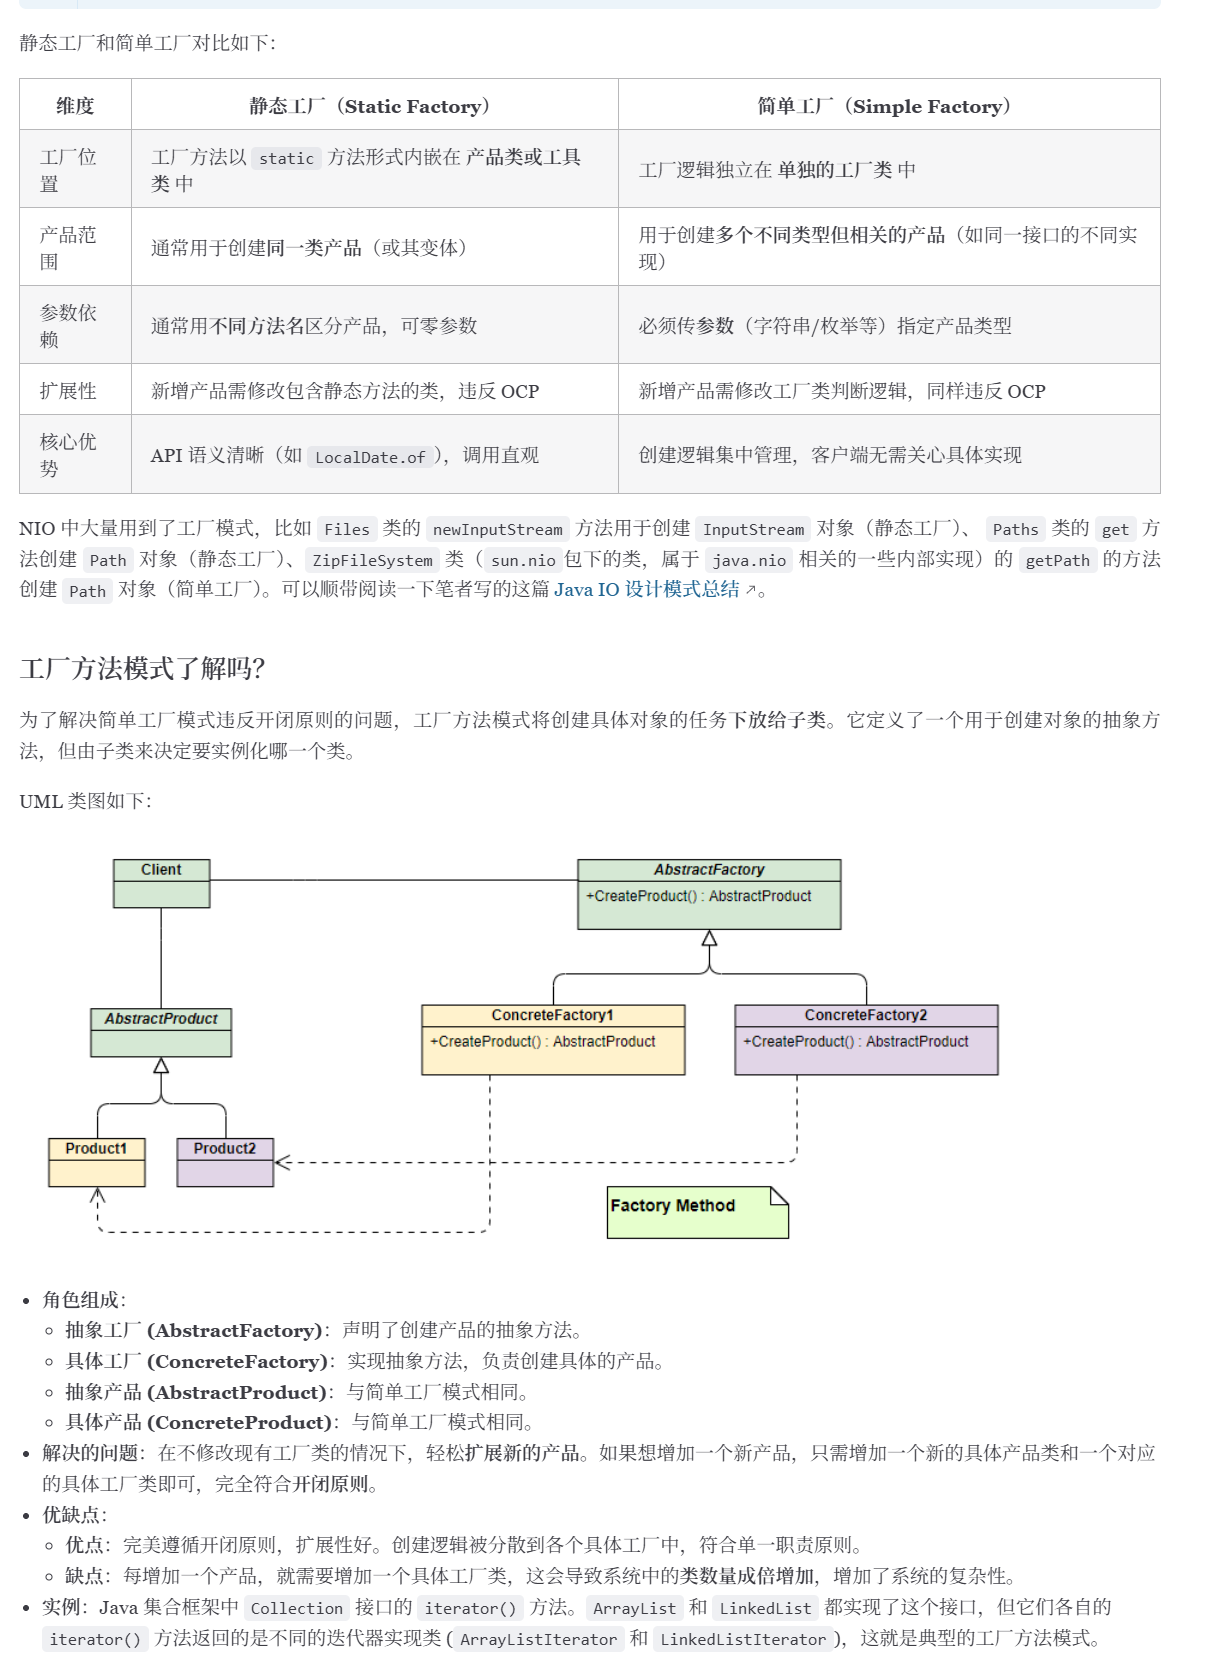 静态工厂和简单工厂对比如下：
维度 静态工厂（Static Factory） 简单工厂（Simple Factory）
工厂位
置
工厂方法以 static 方法形式内嵌在 产品类或工具
类 中
工厂逻辑独立在 单独的工厂类 中
产品范
围
通常用于创建同一类产品（或其变体）
用于创建多个不同类型但相关的产品（如同一接口的不同实
现）
参数依
赖
通常用不同方法名区分产品，可零参数
必须传参数（字符串/枚举等）指定产品类型
扩展性 新增产品需修改包含静态方法的类，违反 OCP 新增产品需修改工厂类判断逻辑，同样违反 OCP
核心优
势
API 语义清晰（如 LocalDate.of），调用直观
创建逻辑集中管理，客户端无需关心具体实现
NIO 中大量用到了工厂模式，比如 Files 类的 newInputStream 方法用于创建 InputStream 对象（静态工厂）、 Paths 类的 get 方
法创建 Path 对象（静态工厂）、ZipFileSystem 类（sun.nio包下的类，属于 java.nio 相关的一些内部实现）的 getPath 的方法
创建 Path 对象（简单工厂）。可以顺带阅读一下笔者写的这篇 Java IO 设计模式总结 ↗。
工厂方法模式了解吗？
为了解决简单工厂模式违反开闭原则的问题，工厂方法模式将创建具体对象的任务下放给子类。它定义了一个用于创建对象的抽象方
法，但由子类来决定要实例化哪一个类。
UML 类图如下：
Client
AbstractFactory
+CreateProduct() : AbstractProduct
AbstractProduct
ConcreteFactory1
+CreateProduct() : AbstractProduct
ConcreteFactory2
+CreateProduct() : AbstractProduct
Product1
Product2
Factory Method
• 角色组成：
◦ 抽象工厂 (AbstractFactory)：声明了创建产品的抽象方法。
◦ 具体工厂 (ConcreteFactory)：实现抽象方法，负责创建具体的产品。
◦ 抽象产品 (AbstractProduct)：与简单工厂模式相同。
◦ 具体产品 (ConcreteProduct)：与简单工厂模式相同。
• 解决的问题：在不修改现有工厂类的情况下，轻松扩展新的产品。如果想增加一个新产品，只需增加一个新的具体产品类和一个对应
的具体工厂类即可，完全符合开闭原则。
• 优缺点：
◦ 优点：完美遵循开闭原则，扩展性好。创建逻辑被分散到各个具体工厂中，符合单一职责原则。
◦ 缺点：每增加一个产品，就需要增加一个具体工厂类，这会导致系统中的类数量成倍增加，增加了系统的复杂性。
• 实例：Java 集合框架中 Collection 接口的 iterator() 方法。ArrayList 和 LinkedList 都实现了这个接口，但它们各自的
iterator() 方法返回的是不同的迭代器实现类 (ArrayListIterator 和 LinkedListIterator)，这就是典型的工厂方法模式。